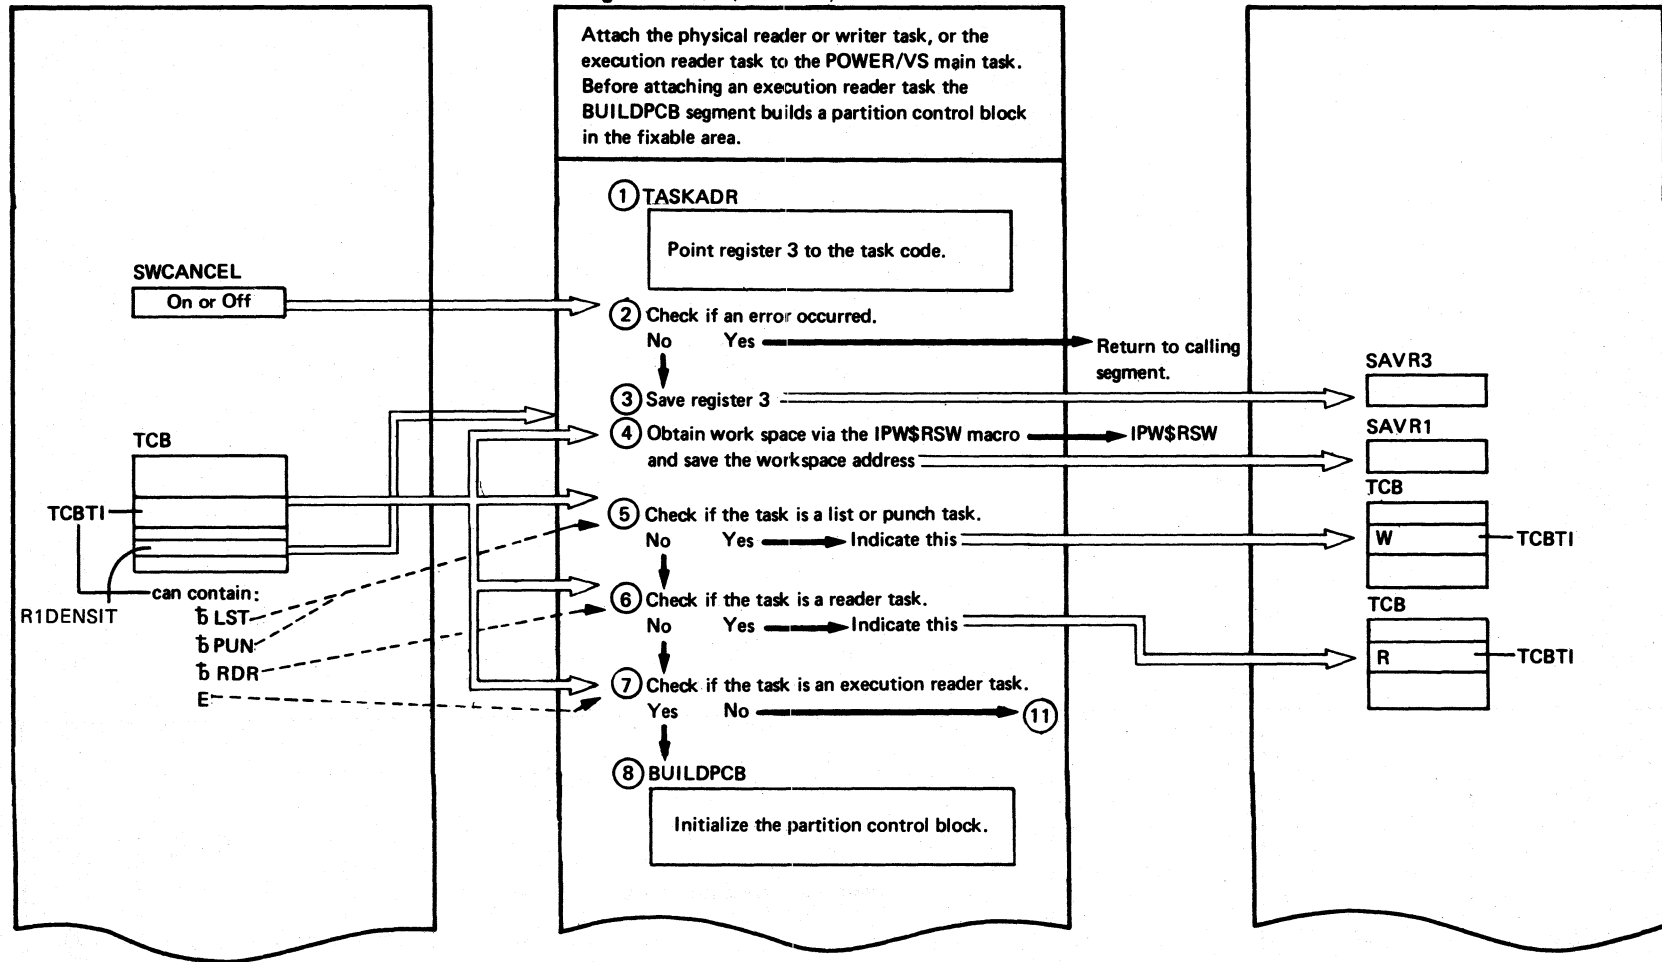 Attach the physical reader or writer task, or the
execution reader task to the POWER/VS main task.
Before attaching an execution reader task the
BUILDPCB segment builds a partition control block
in the fixable area.
1 TASKADR
Point register 3 to the task code.
SWCANCEL
On or Off
2 Check if an error occurred.
No Yes
Return to calling
segment.
3 Save register 3
SAVR3
4 Obtain work space via the IPW$RSW macro IPW$RSW
and save the workspace address
SAVR1
TCB
TCBTI
R1DENSIT
can contain:
ƀ LST
ƀ PUN
ƀ RDR
E
5 Check if the task is a list or punch task.
No Yes Indicate this
TCB
W
TCBTI
6 Check if the task is a reader task.
No Yes Indicate this
TCB
R
TCBTI
7 Check if the task is an execution reader task.
Yes No 11
8 BUILDPCB
Initialize the partition control block.